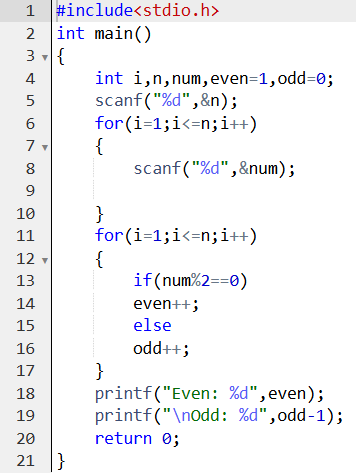 1 #include<stdio.h>
2 int main()
3 {
4 int i,n,num,even=1,odd=0;
5 scanf("%d",&n);
6 for(i=1;i<=n;i++)
7 {
8 scanf("%d",&num);
9
10 }
11 for(i=1;i<=n;i++)
12 {
13 if(num%2==0)
14 even++;
15 else
16 odd++;
17 }
18 printf("Even: %d",even);
19 printf("\nOdd: %d",odd-1);
20 return 0;
21 }